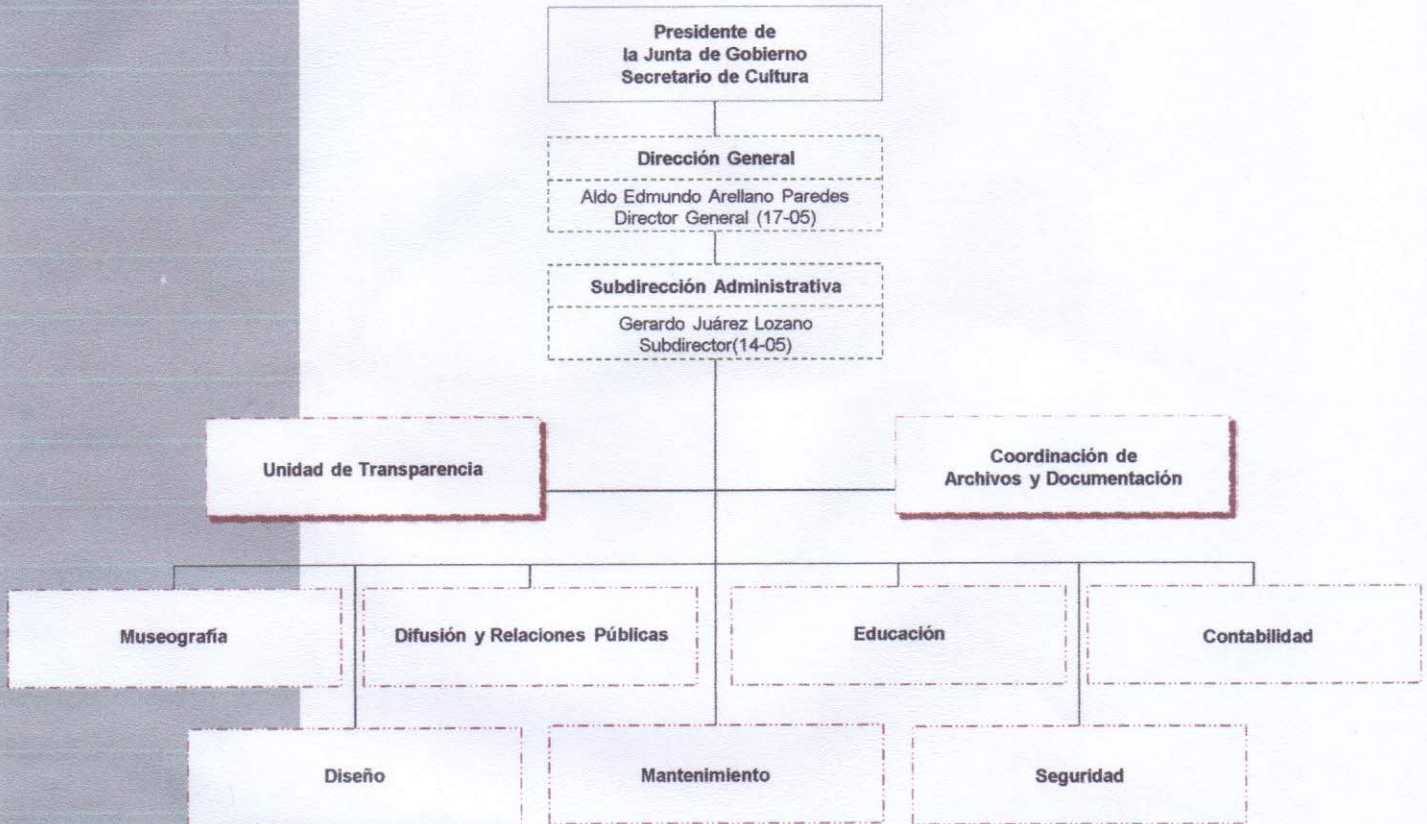 Presidente de
la Junta de Gobierno
Secretario de Cultura
Dirección General
Aldo Edmundo Arellano Paredes
Director General (17-05)
Subdirección Administrativa
Gerardo Juárez Lozano
Subdirector(14-05)
Unidad de Transparencia
Coordinación de
Archivos y Documentación
Museografía
Difusión y Relaciones Públicas
Educación
Contabilidad
Diseño
Mantenimiento
Seguridad